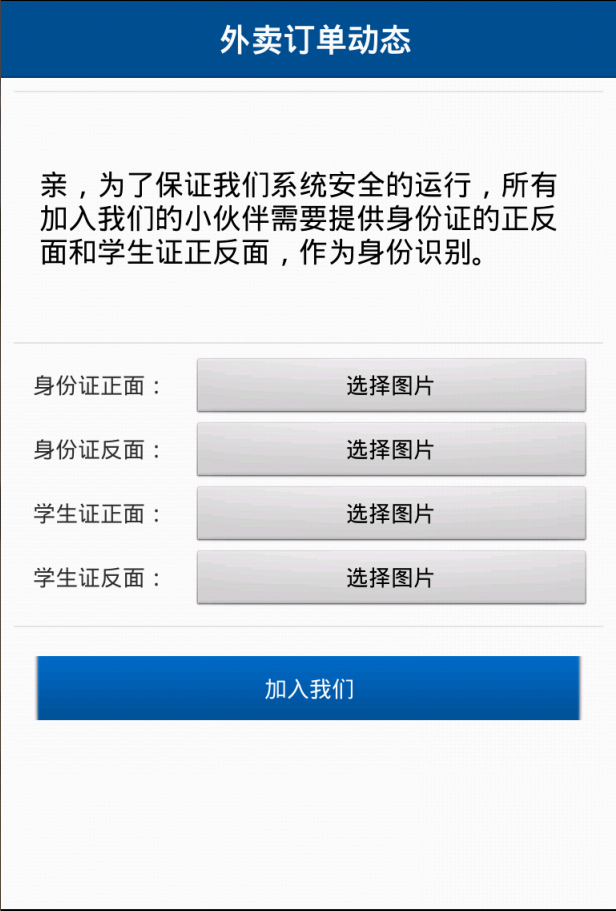 外卖订单动态
亲，为了保证我们系统安全的运行，所有
加入我们的小伙伴需要提供身份证的正反
面和学生证正反面，作为身份识别。
身份证正面： 选择图片
身份证反面： 选择图片
学生证正面： 选择图片
学生证反面： 选择图片
加入我们